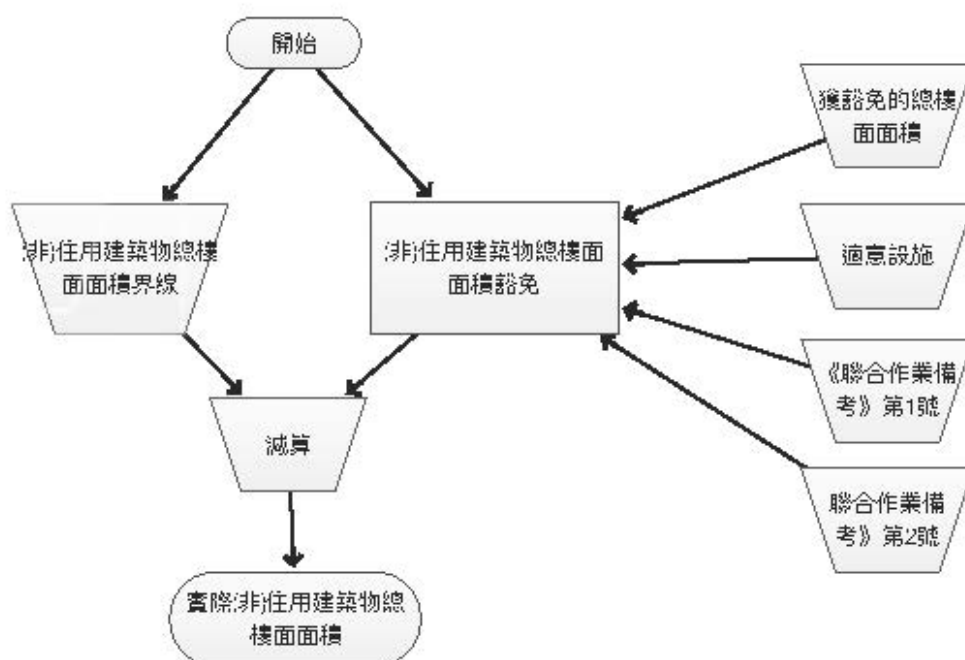 開始
獲豁免的總樓
面面積
(非)住用建築物總樓
面面積界線
(非)住用建築物總樓面
面積豁免
適意設施
減算
《聯合作業備
考》第1號
聯合作業備
考》第2號
實際(非)住用建築物總
樓面面積